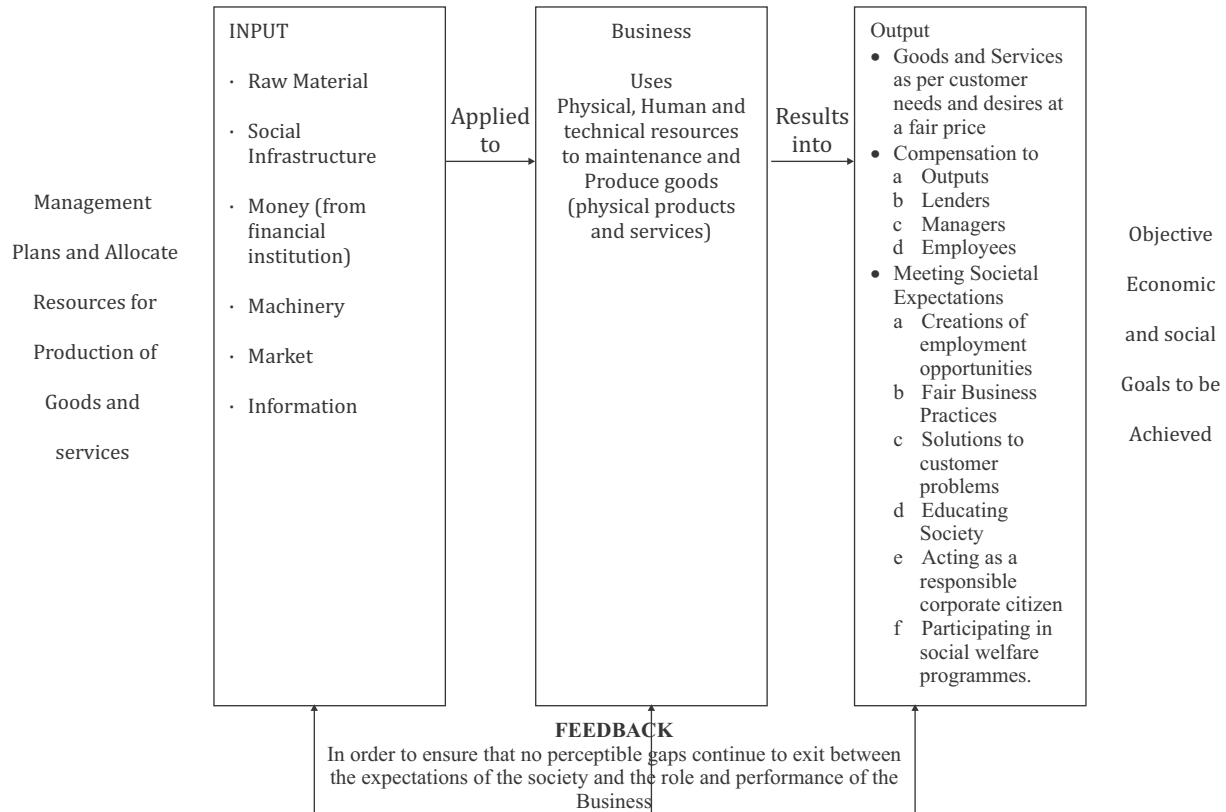 Management
Plans and Allocate
Resources for
Production of
Goods and
services
INPUT
· Raw Material
· Social
Infrastructure
· Money (from
financial
institution)
· Machinery
· Market
· Information
Applied
to
Business
Uses
Physical, Human and
technical resources
to maintenance and
Produce goods
(physical products
and services)
Results
into
Output
• Goods and Services
as per customer
needs and desires at
a fair price
• Compensation to
a Outputs
b Lenders
c Managers
d Employees
• Meeting Societal
Expectations
a Creations of
employment
opportunities
b Fair Business
Practices
c Solutions to
customer
problems
d Educating
Society
e Acting as a
responsible
corporate citizen
f Participating in
social welfare
programmes.
Objective
Economic
and social
Goals to be
Achieved
FEEDBACK
In order to ensure that no perceptible gaps continue to exit between
the expectations of the society and the role and performance of the
Business